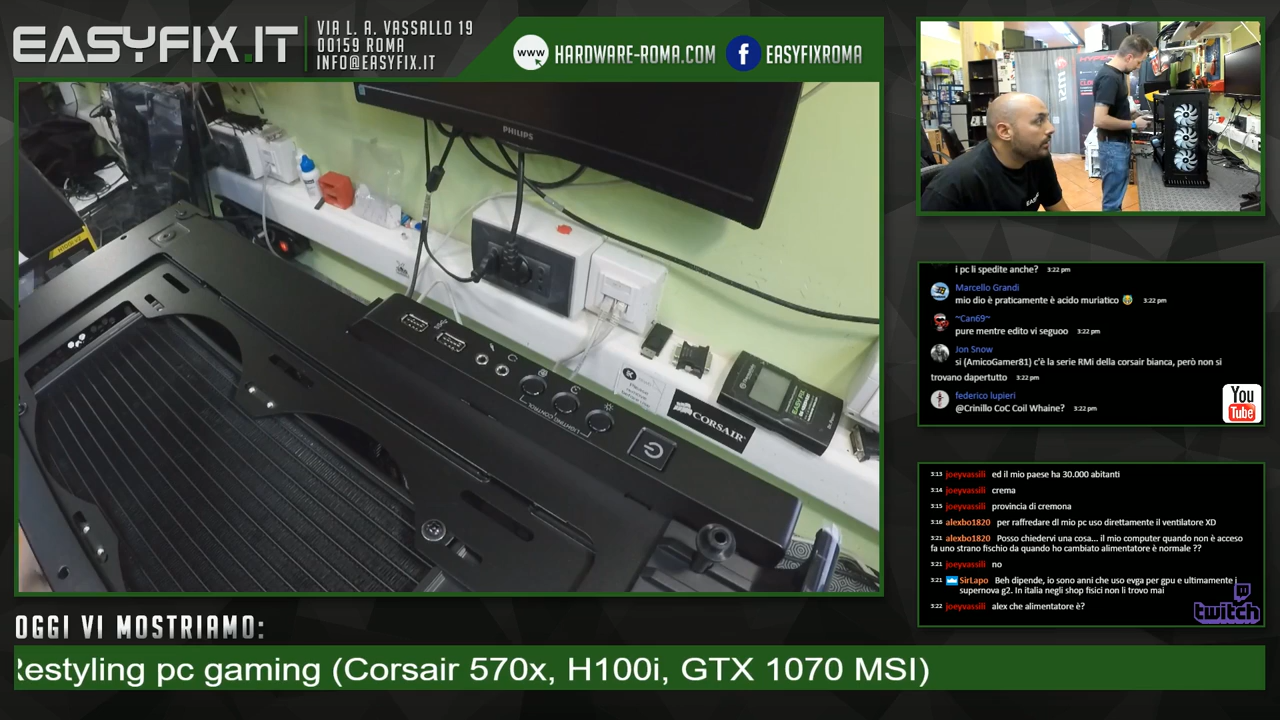 EASYFIX.IT
VIA L. A. VASSALLO 19
00159 ROMA
INFO@EASYFIX.IT
www
HARDWARE-ROMA.COM
f
EASYFIXROMA
PHILIPS
LIGHTING CONTROL
CORSAIR
msi
i pc li spedite anche? 3:22 pm
Marcello Grandi
mio dio è praticamente è acido muriatico 😂 3:22 pm
~Can69~
pure mentre edito vi seguoo 3:22 pm
Jon Snow
si (AmicoGamer81) c'è la serie RMi della corsair bianca, però non si
trovano dapertutto 3:22 pm
federico lupieri
@Crinillo CoC Coil Whaine? 3:22 pm
You
Tube
3:13 joeyvassili ed il mio paese ha 30.000 abitanti
3:14 joeyvassili crema
3:15 joeyvassili provincia di cremona
3:16 alexbo1820 per raffredare dl mio pc uso direttamente il ventilatore XD
3:21 alexbo1820 Posso chiedervi una cosa... il mio computer quando non è acceso
fa uno strano fischio da quando ho cambiato alimentatore è normale ??
3:21 joeyvassili no
3:21 SirLapo Beh dipende, io sono anni che uso evga per gpu e ultimamente i
supernova g2. In italia negli shop fisici non li trovo mai
3:22 joeyvassili alex che alimentatore è?
twitch
OGGI VI MOSTRIAMO:
Restyling pc gaming (Corsair 570x, H100i, GTX 1070 MSI)